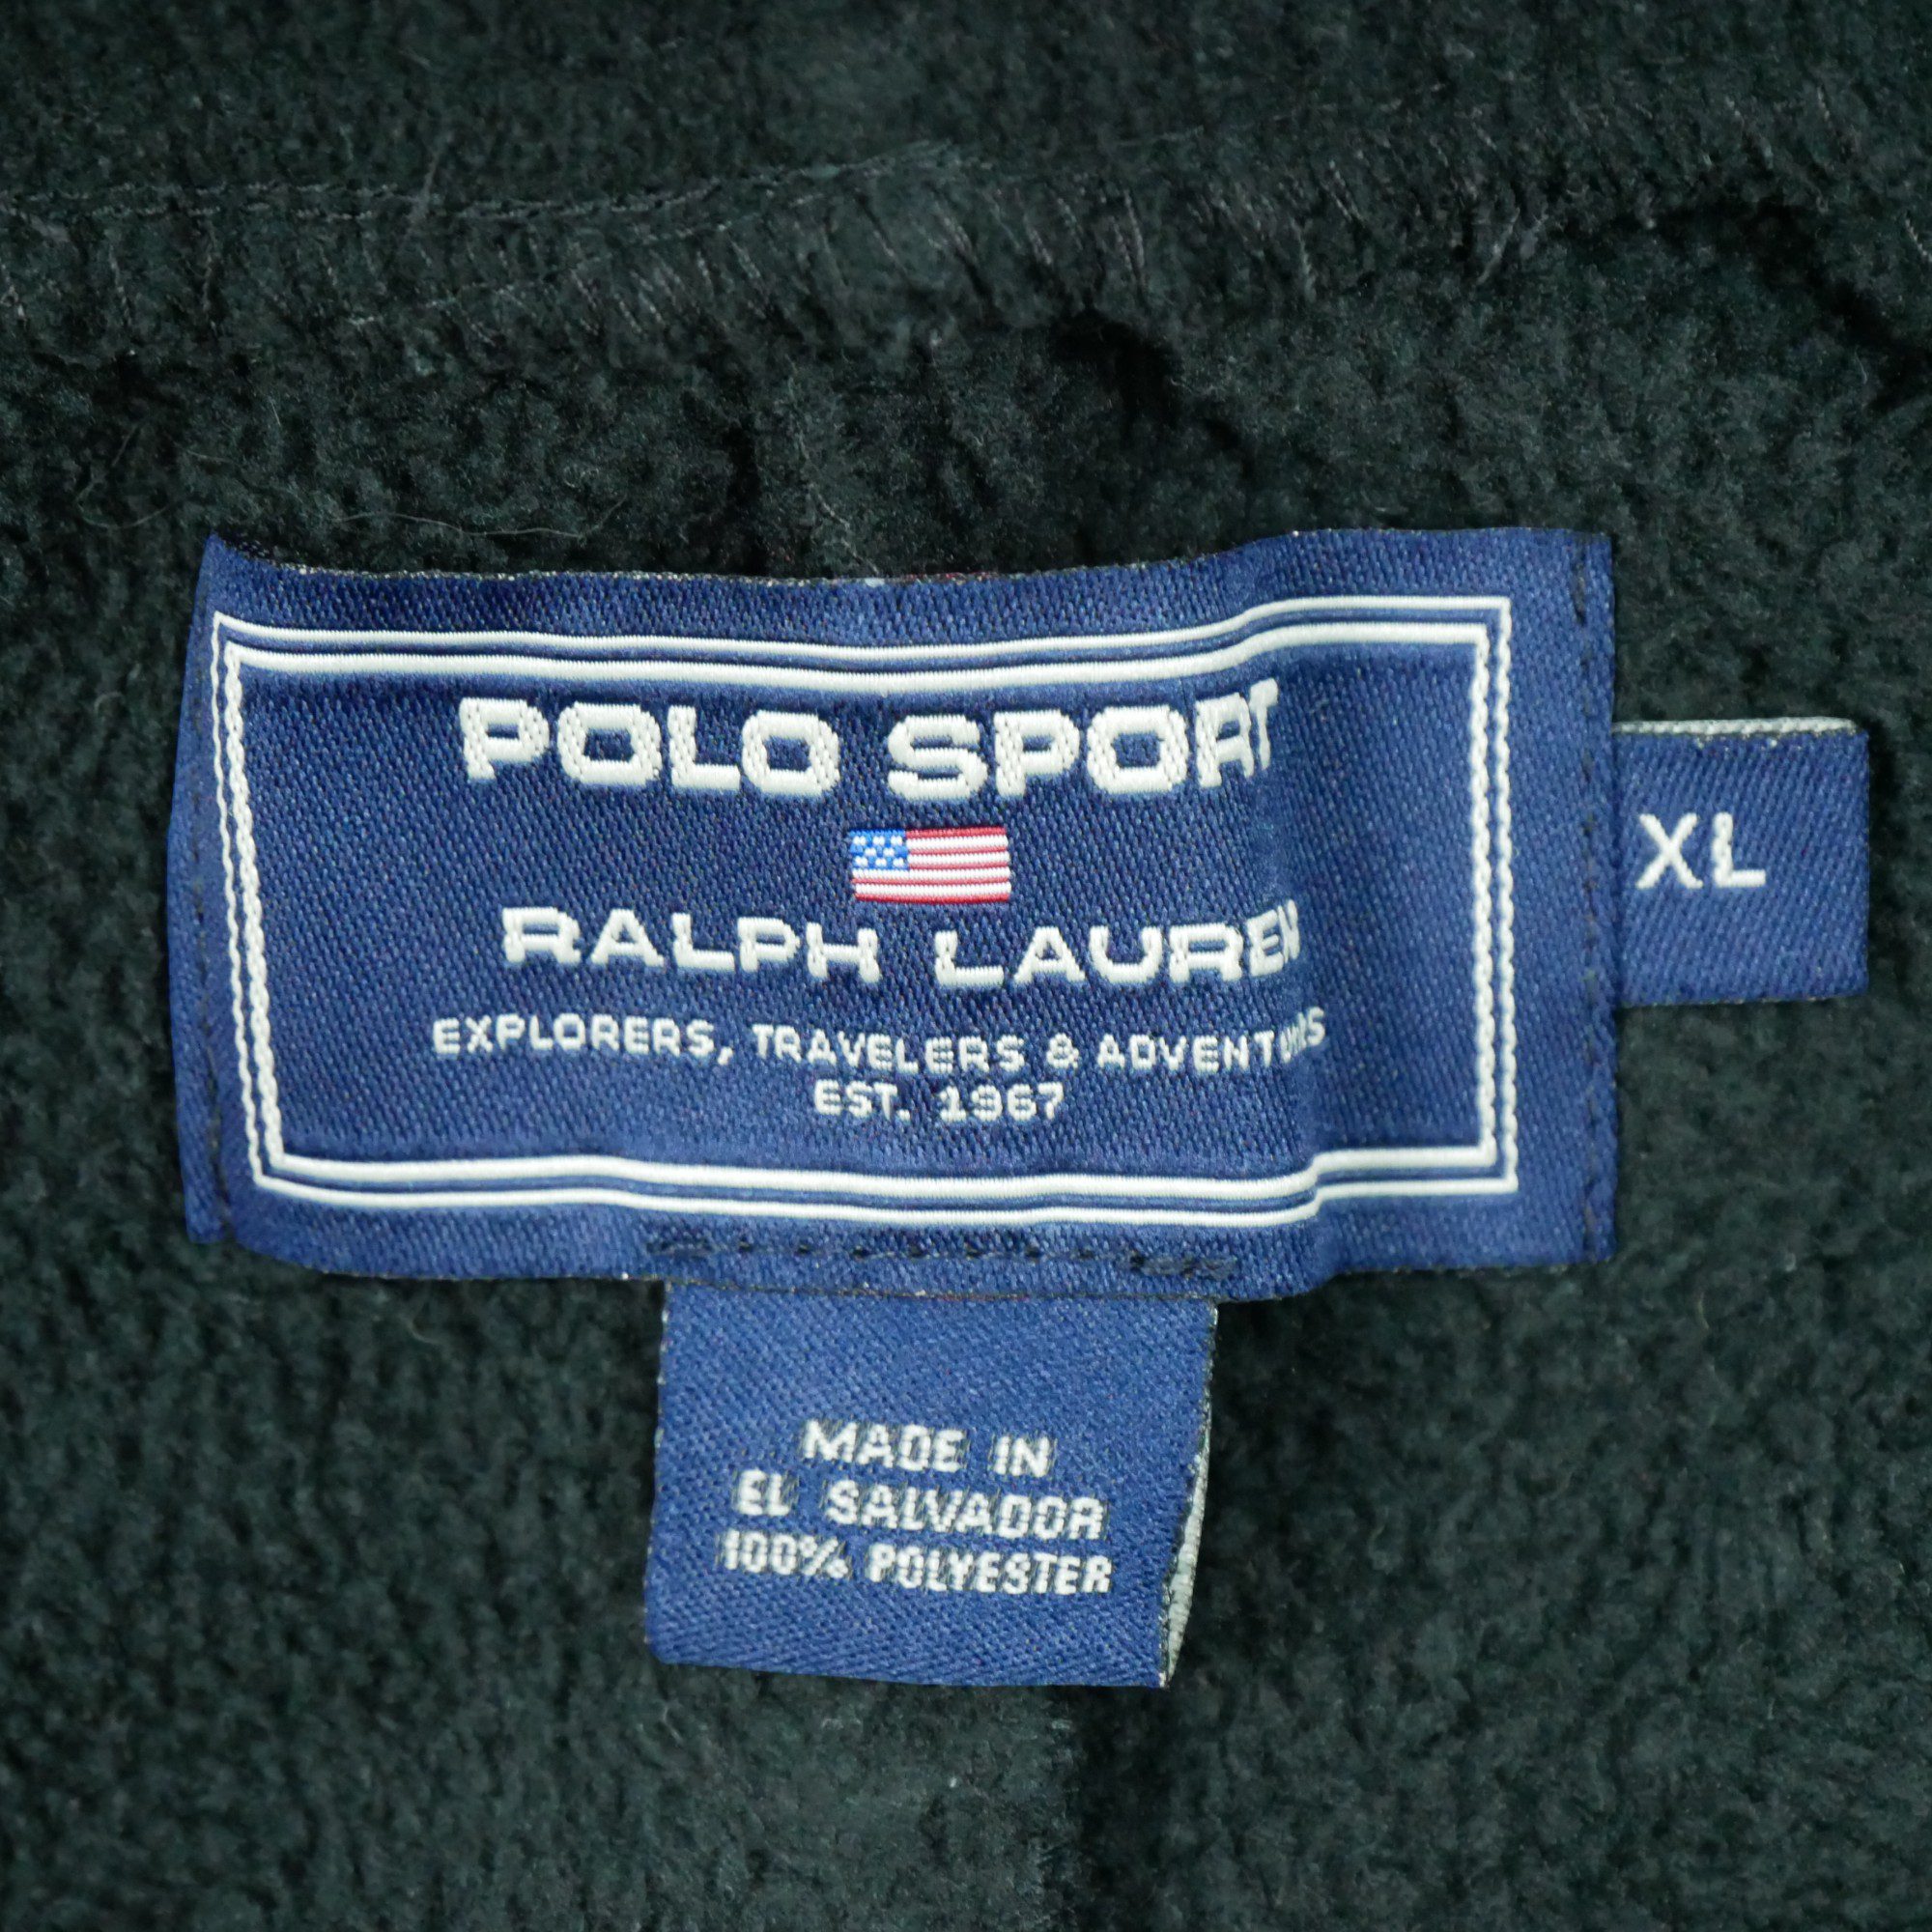 POLO SPORT
RALPH LAUREN
EXPLORERS, TRAVELERS & ADVENTURERS
EST. 1967
XL
MADE IN
EL SALVADOR
100% POLYESTER